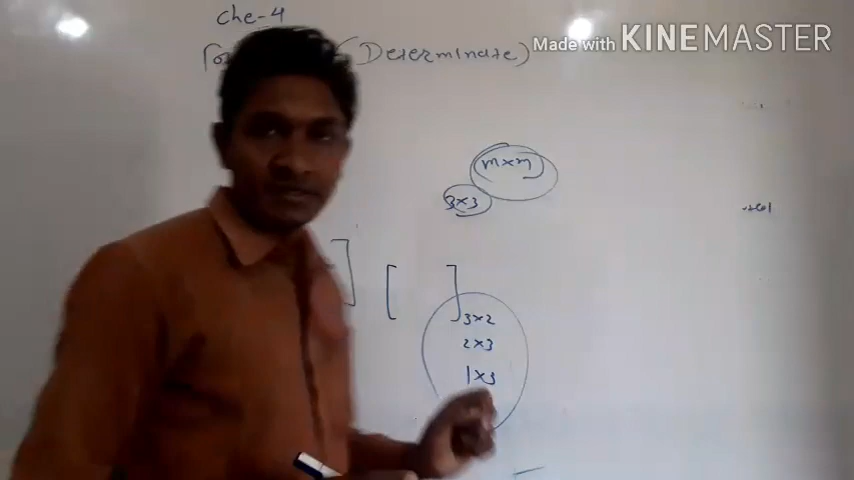 Che-4
(Determinate)
Made with KINEMASTER
m×m
3×3
[ ] 3×2
2×3
1×3